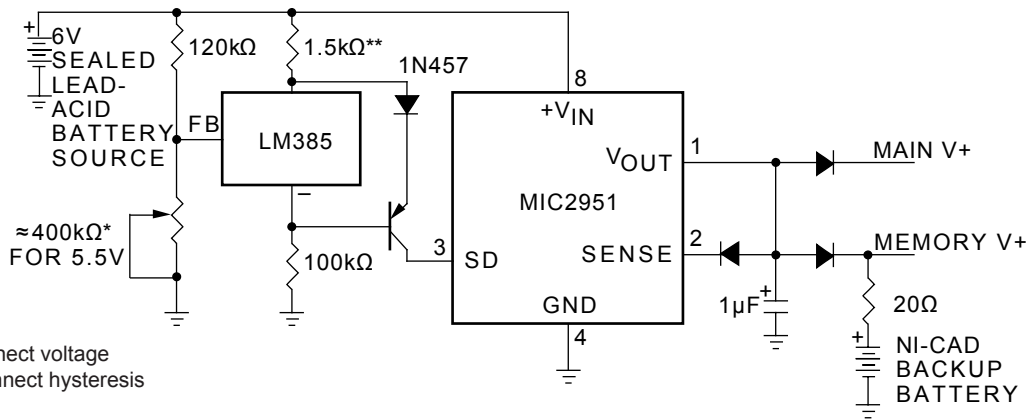 +
6V
SEALED
LEAD-
ACID
BATTERY
SOURCE
120kΩ
1.5kΩ**
1N457
FB
LM385
–
≈400kΩ*
FOR 5.5V
100kΩ
8
+VIN
VOUT
1
MIC2951
3
SD
SENSE
2
GND
4
MAIN V+
MEMORY V+
1µF
+
20Ω
+
NI-CAD
BACKUP
BATTERY
nect voltage
nnect hysteresis